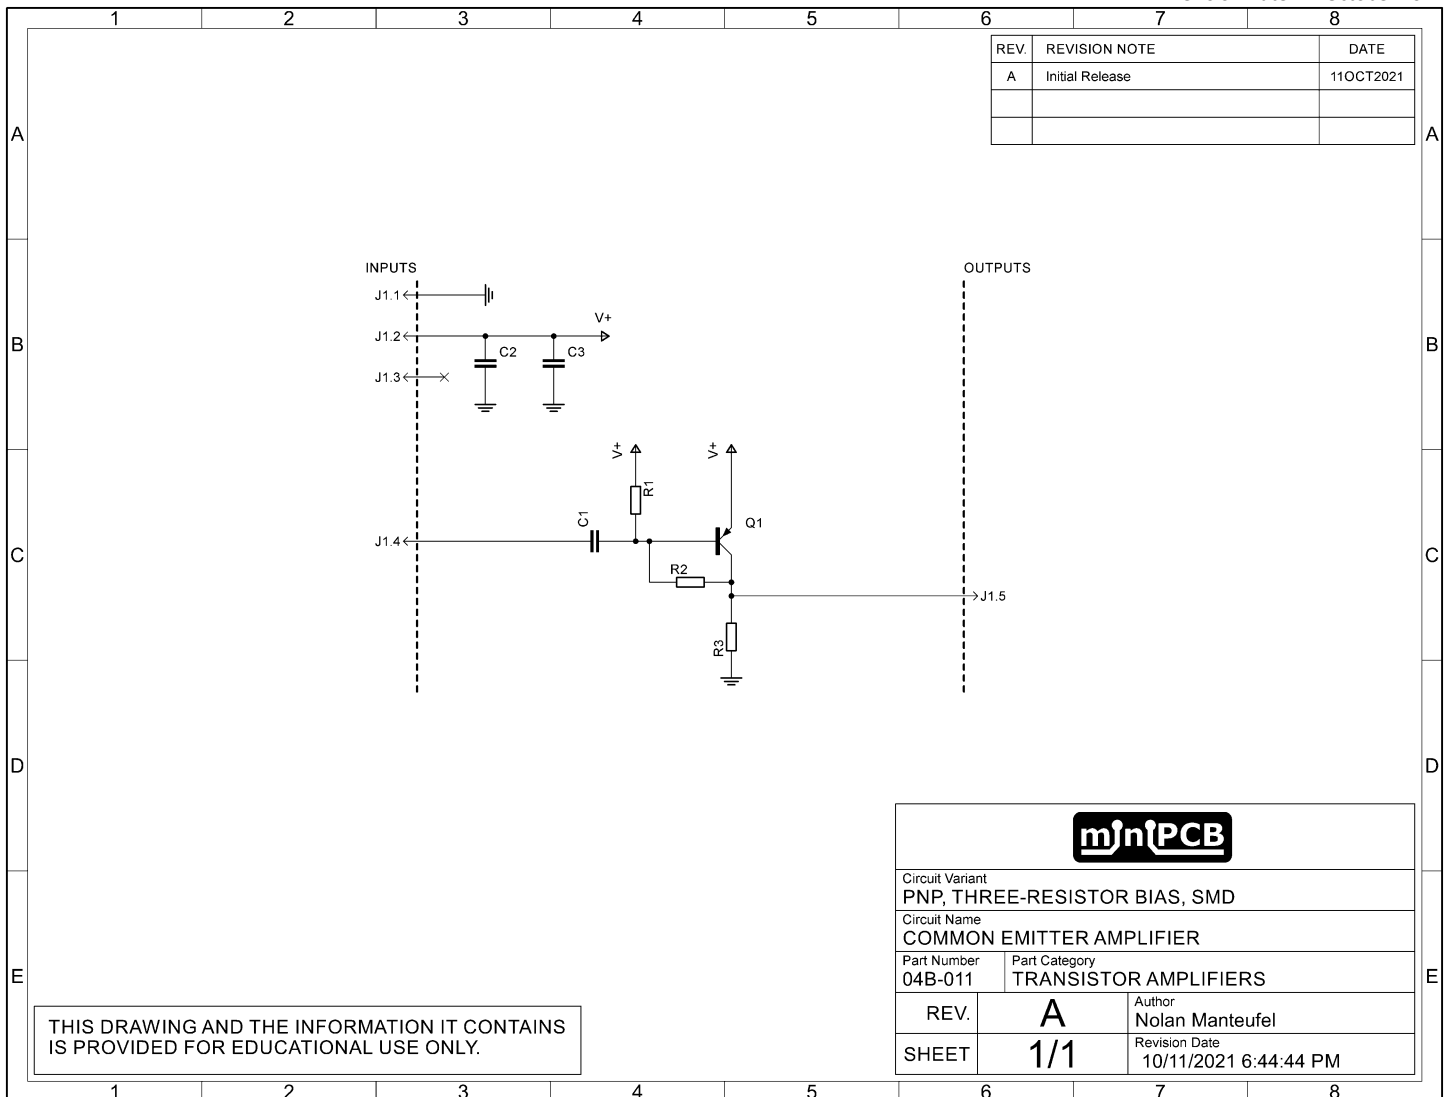 1 2 3 4 5 6 7 8
REV. REVISION NOTE DATE
A Initial Release 11OCT2021
A A
INPUTS OUTPUTS
J1.1
V+
J1.2
B B
C2 C3
J1.3
V+ V+
R1
C1 Q1
J1.4
C C
R2
J1.5
R3
D D
miniPCB
Circuit Variant
PNP, THREE-RESISTOR BIAS, SMD
Circuit Name
COMMON EMITTER AMPLIFIER
Part Number Part Category
04B-011 TRANSISTOR AMPLIFIERS
E E
REV. A Author
Nolan Manteufel
THIS DRAWING AND THE INFORMATION IT CONTAINS
IS PROVIDED FOR EDUCATIONAL USE ONLY.
SHEET 1/1 Revision Date
10/11/2021 6:44:44 PM
1 2 3 4 5 6 7 8